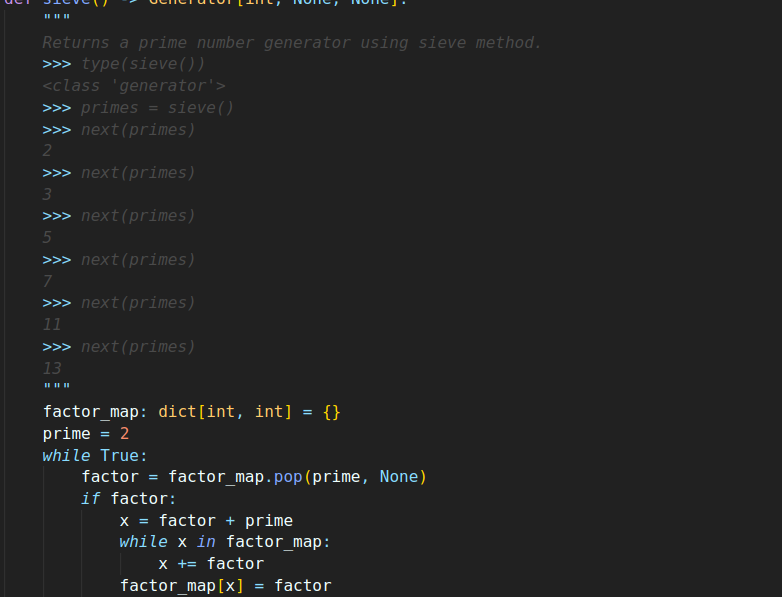 def sieve() -> Generator[int, None, None]:
    """
    Returns a prime number generator using sieve method.
    >>> type(sieve())
    <class 'generator'>
    >>> primes = sieve()
    >>> next(primes)
    2
    >>> next(primes)
    3
    >>> next(primes)
    5
    >>> next(primes)
    7
    >>> next(primes)
    11
    >>> next(primes)
    13
    """
    factor_map: dict[int, int] = {}
    prime = 2
    while True:
        factor = factor_map.pop(prime, None)
        if factor:
            x = factor + prime
            while x in factor_map:
                x += factor
            factor_map[x] = factor